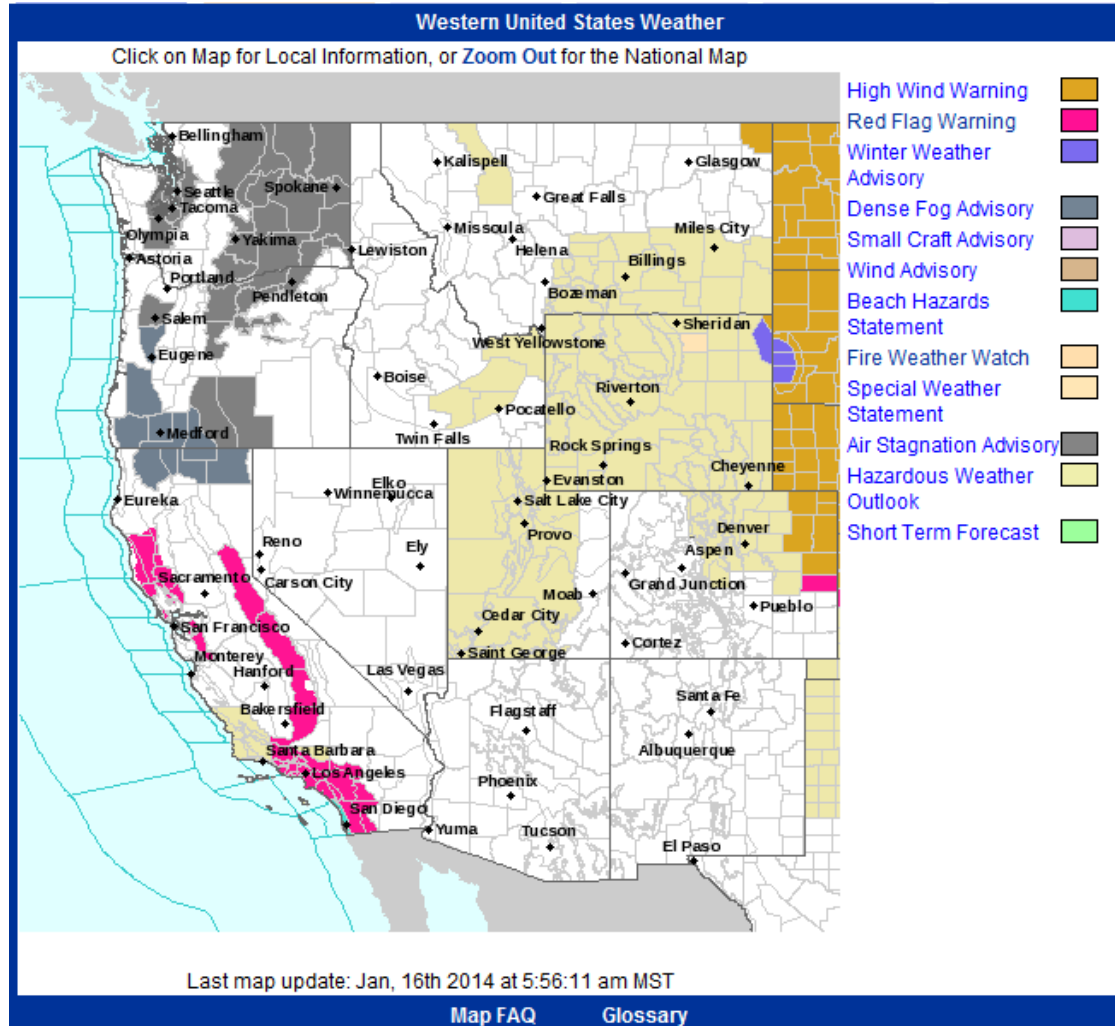 Western United States Weather
Click on Map for Local Information, or Zoom Out for the National Map
High Wind Warning
Red Flag Warning
Winter Weather
Advisory
Dense Fog Advisory
Small Craft Advisory
Wind Advisory
Beach Hazards
Statement
Fire Weather Watch
Special Weather
Statement
Air Stagnation Advisory
Hazardous Weather
Outlook
Short Term Forecast
Bellingham
Kalispell
Glasgow
Seattle
Spokane
Tacoma
Great Falls
Olympia
Yakima
Missoula
Miles City
Astoria
Lewiston
Helena
Portland
Billings
Pendleton
Bozeman
Salem
Sheridan
Eugene
West Yellowstone
Boise
Riverton
Pocatello
Medford
Twin Falls
Rock Springs
Cheyenne
Elko
Evanston
Eureka
Winnemucca
Salt Lake City
Provo
Denver
Reno
Ely
Aspen
Sacramento
Carson City
Grand Junction
Moab
Pueblo
San Francisco
Cedar City
Cortez
Monterey
Saint George
Hanford
Las Vegas
Santa Fe
Bakersfield
Flagstaff
Albuquerque
Santa Barbara
Los Angeles
Phoenix
San Diego
Yuma
Tucson
El Paso
Last map update: Jan, 16th 2014 at 5:56:11 am MST
Map FAQ Glossary